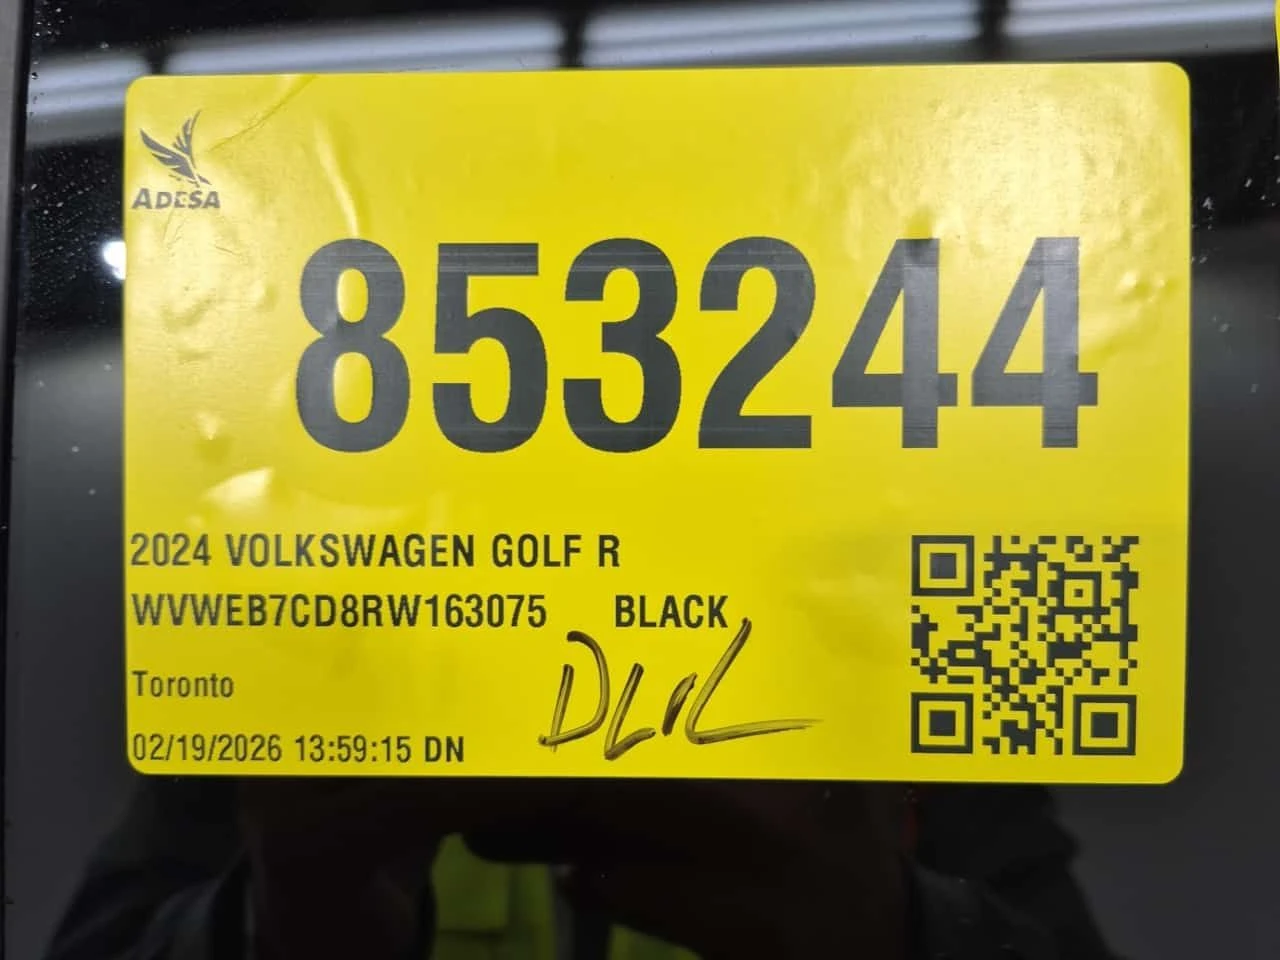 ADESA
853244
2024 VOLKSWAGEN GOLF R
WVWEB7CD8RW163075 BLACK
Toronto
02/19/2026 13:59:15 DN